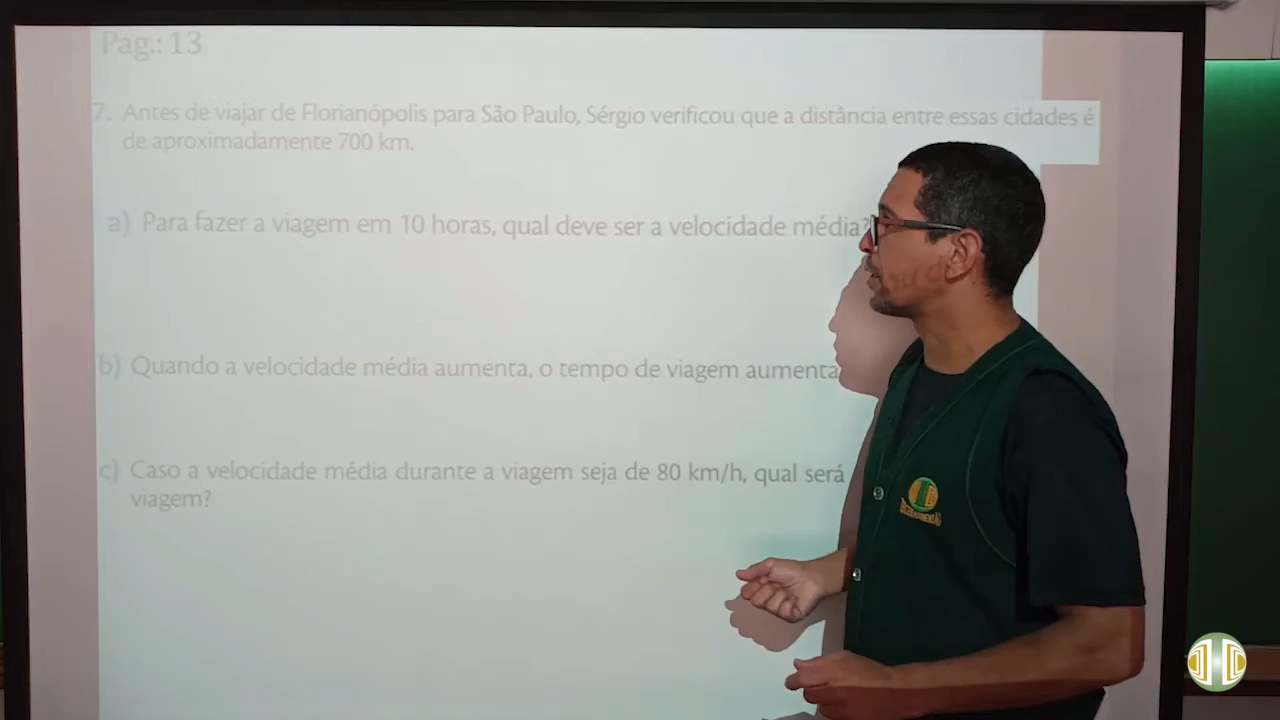 Pag.: 13
7. Antes de viajar de Florianópolis para São Paulo, Sérgio verificou que a distância entre essas cidades é
de aproximadamente 700 km.
a) Para fazer a viagem em 10 horas, qual deve ser a velocidade média?
b) Quando a velocidade média aumenta, o tempo de viagem aumenta
c) Caso a velocidade média durante a viagem seja de 80 km/h, qual será
viagem?